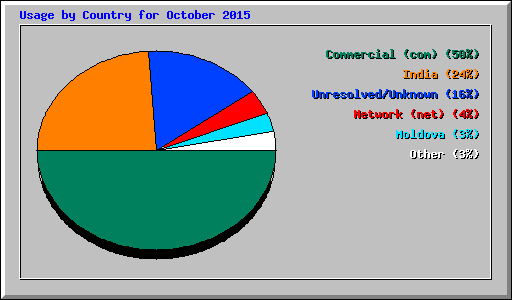 Usage by Country for October 2015
Commercial (com) (50%)
India (24%)
Unresolved/Unknown (16%)
Network (net) (4%)
Moldova (3%)
Other (3%)